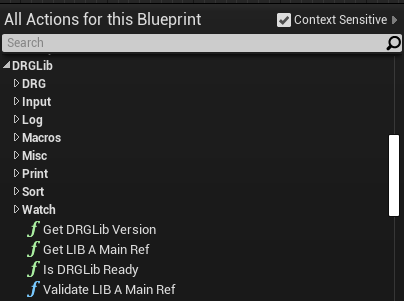 All Actions for this Blueprint
Context Sensitive
Search
DRGLib
DRG
Input
Log
Macros
Misc
Print
Sort
Watch
f Get DRGLib Version
f Get LIB A Main Ref
f Is DRGLib Ready
f Validate LIB A Main Ref